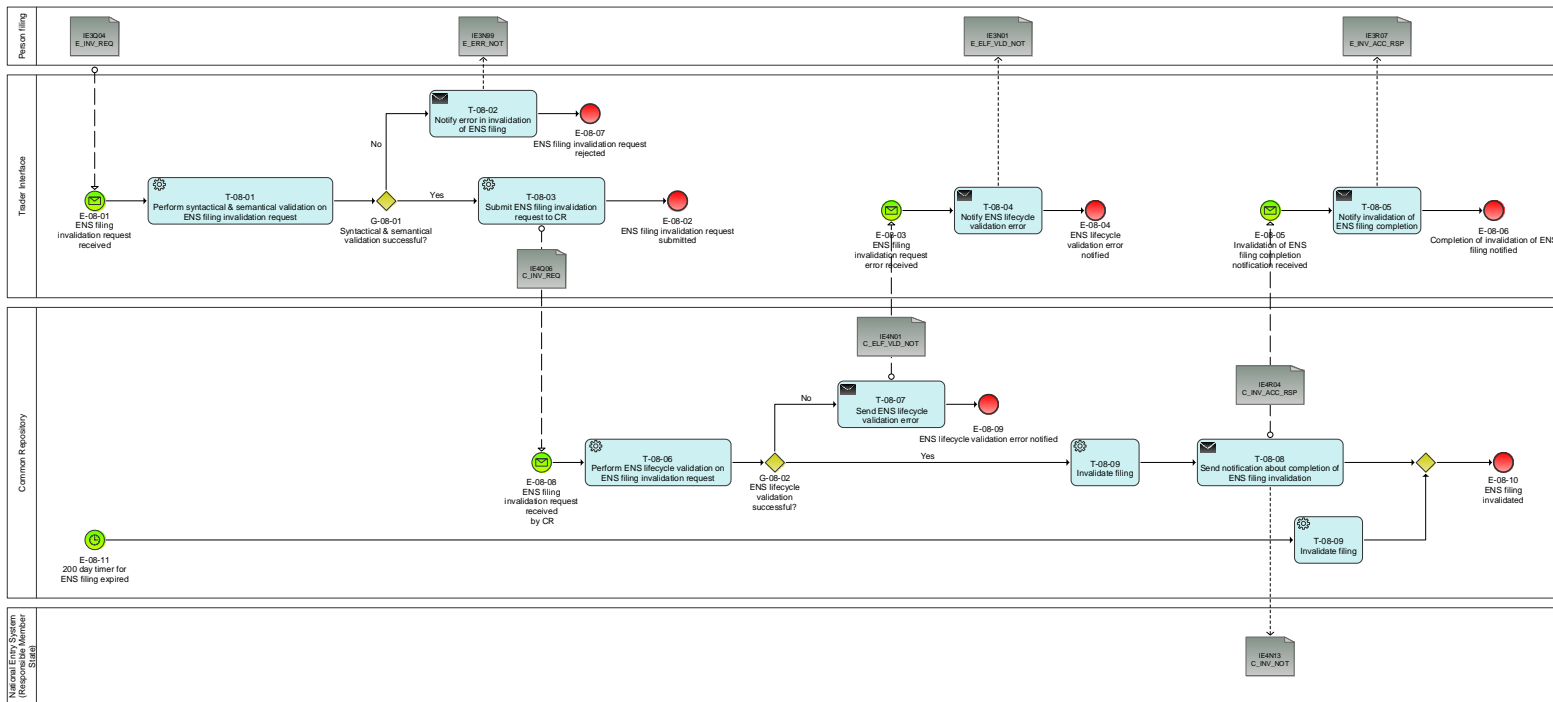 Person filing
IE3Q04
E_INV_REQ
IE3N99
E_ERR_NOT
IE3N01
E_ELF_VLD_NOT
IE3R07
E_INV_ACC_RSP
Trader Interface
T-08-02
Notify error in invalidation
of ENS filing
E-08-07
ENS filing invalidation request
rejected
No
E-08-01
ENS filing
invalidation request
received
T-08-01
Perform syntactical & semantical validation on
ENS filing invalidation request
G-08-01
Syntactical & semantical
validation successful?
Yes
T-08-03
Submit ENS filing invalidation
request to CR
E-08-02
ENS filing invalidation request
submitted
E-08-03
ENS filing
invalidation request
error received
T-08-04
Notify ENS lifecycle
validation error
E-08-04
ENS lifecycle
validation error
notified
E-08-05
Invalidation of ENS
filing completion
notification received
T-08-05
Notify invalidation of
ENS filing completion
E-08-06
Completion of invalidation of ENS
filing notified
IE4Q06
C_INV_REQ
Common Repository
IE4N01
C_ELF_VLD_NOT
IE4R04
C_INV_ACC_RSP
T-08-07
Send ENS lifecycle
validation error
E-08-09
ENS lifecycle validation error notified
No
E-08-08
ENS filing
invalidation request
received
by CR
T-08-06
Perform ENS lifecycle validation on
ENS filing invalidation request
G-08-02
ENS lifecycle
validation
successful?
Yes
T-08-09
Invalidate filing
T-08-08
Send notification about completion of
ENS filing invalidation
E-08-10
ENS filing
invalidated
E-08-11
200 day timer for
ENS filing expired
T-08-09
Invalidate filing
National Entry System
(Responsible Member
State)
IE4N13
C_INV_NOT